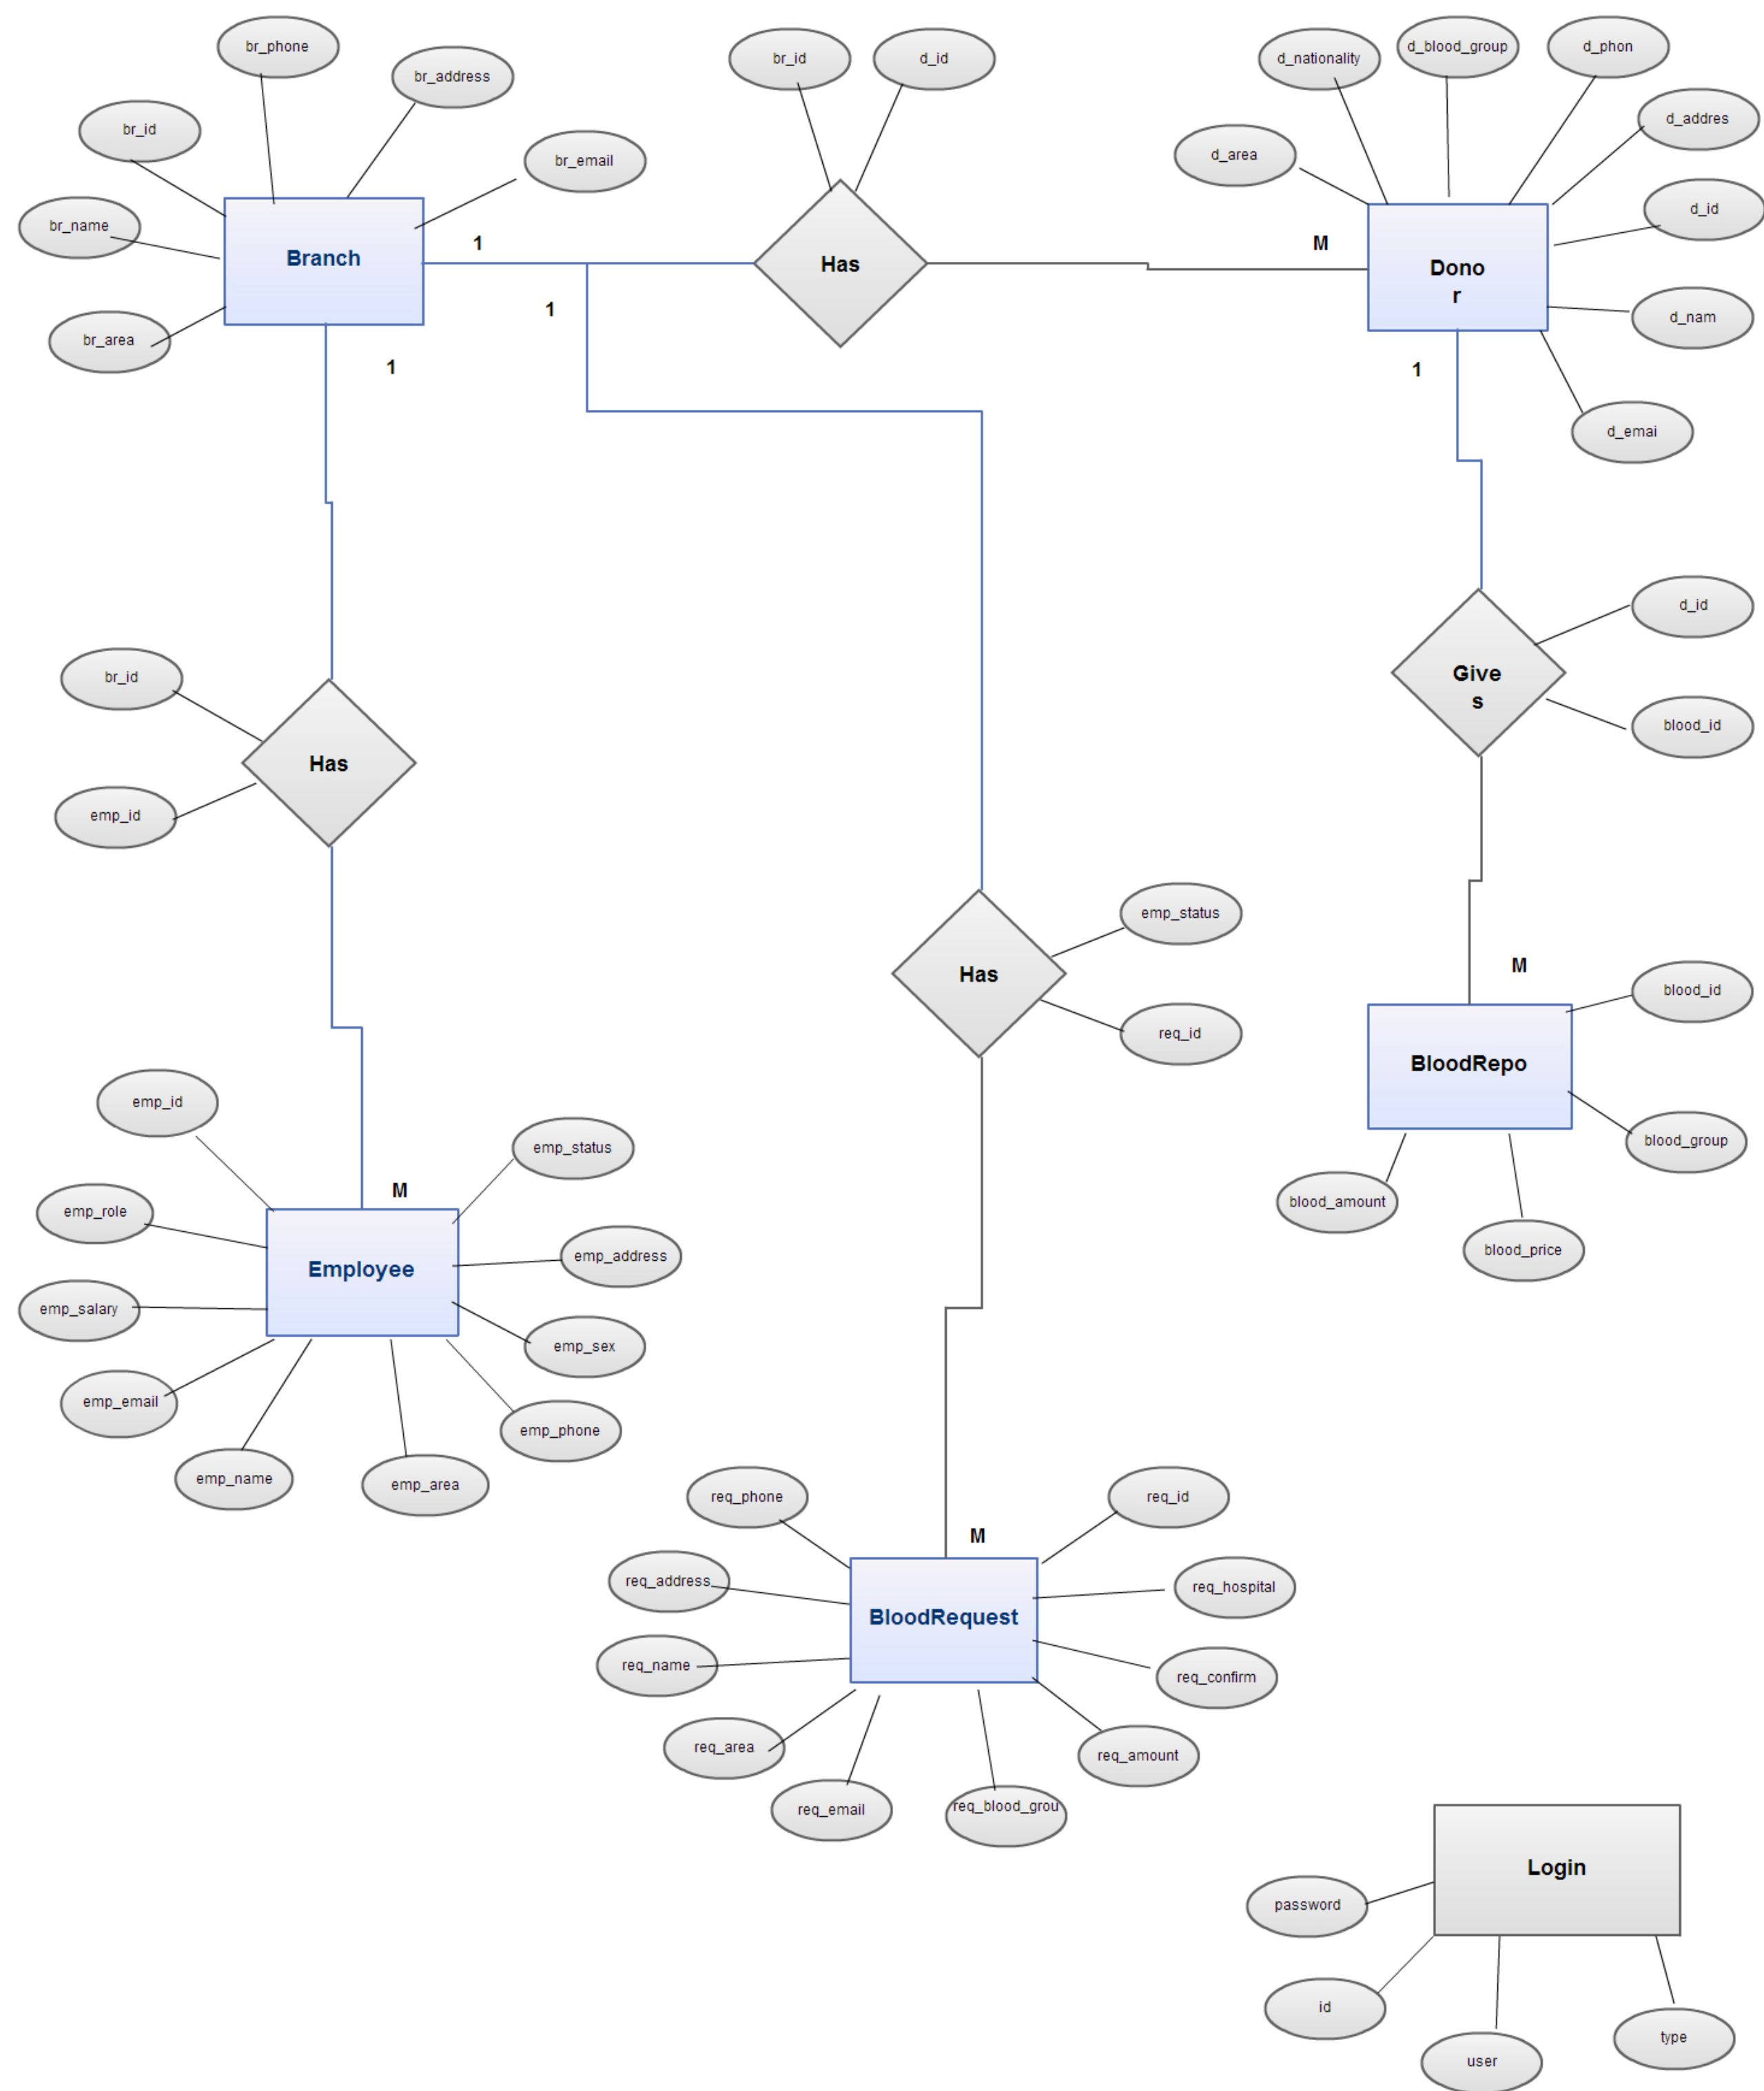 br_phone
br_address
br_id
br_email
br_name
Branch
br_area
1
1
1
br_id
d_id
Has
M
d_nationality
d_blood_group
d_phon
d_addres
d_area
d_id
Dono
r
d_nam
d_emai
1
br_id
Has
emp_id
d_id
Give
s
blood_id
emp_status
Has
req_id
M
blood_id
BloodRepo
blood_group
blood_amount
blood_price
emp_id
emp_status
M
emp_role
emp_address
Employee
emp_salary
emp_sex
emp_email
emp_phone
emp_name
emp_area
req_phone
req_id
M
req_address
req_hospital
BloodRequest
req_name
req_confirm
req_area
req_amount
req_email
req_blood_grou
Login
password
id
user
type